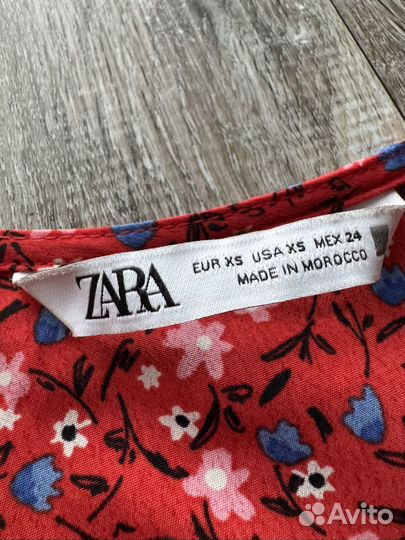 ZARA
EUR XS USA XS MEX 24
MADE IN MOROCCO
Avito